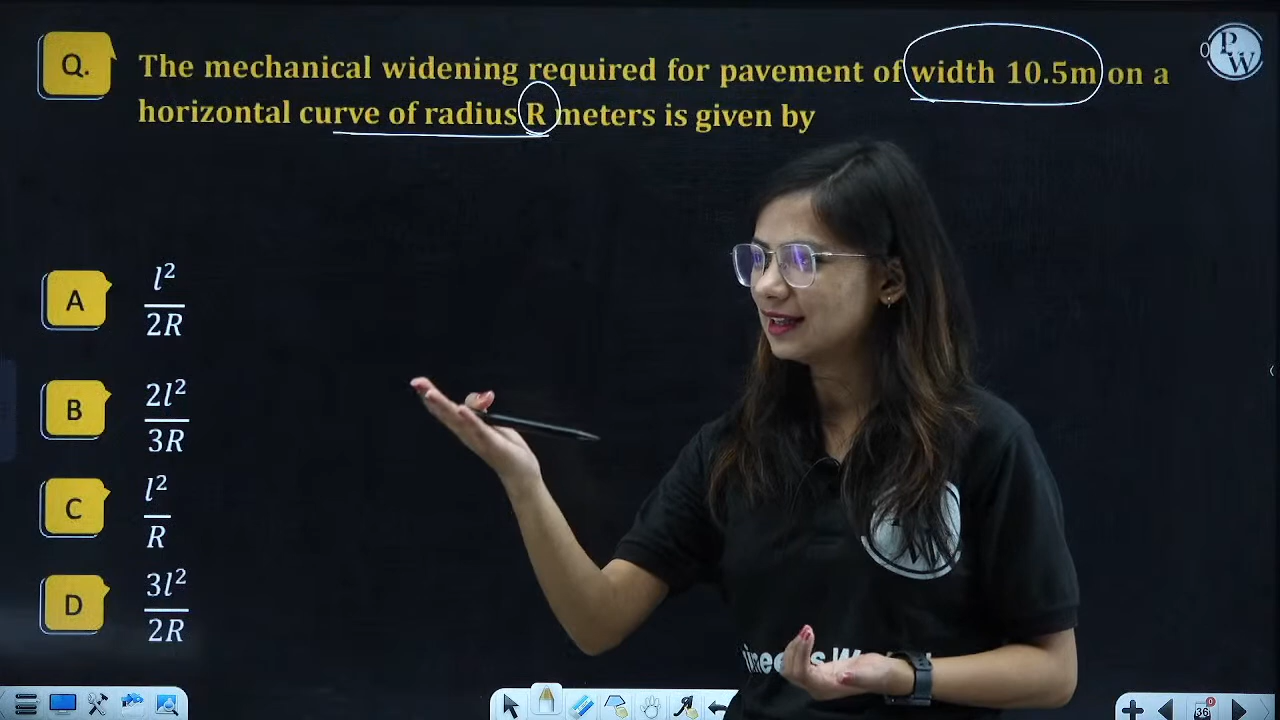 Q.
The mechanical widening required for pavement of width 10.5m on a
horizontal curve of radius R meters is given by
P
W
A
l²
2R
B
2l²
3R
C
l²
R
D
3l²
2R
36